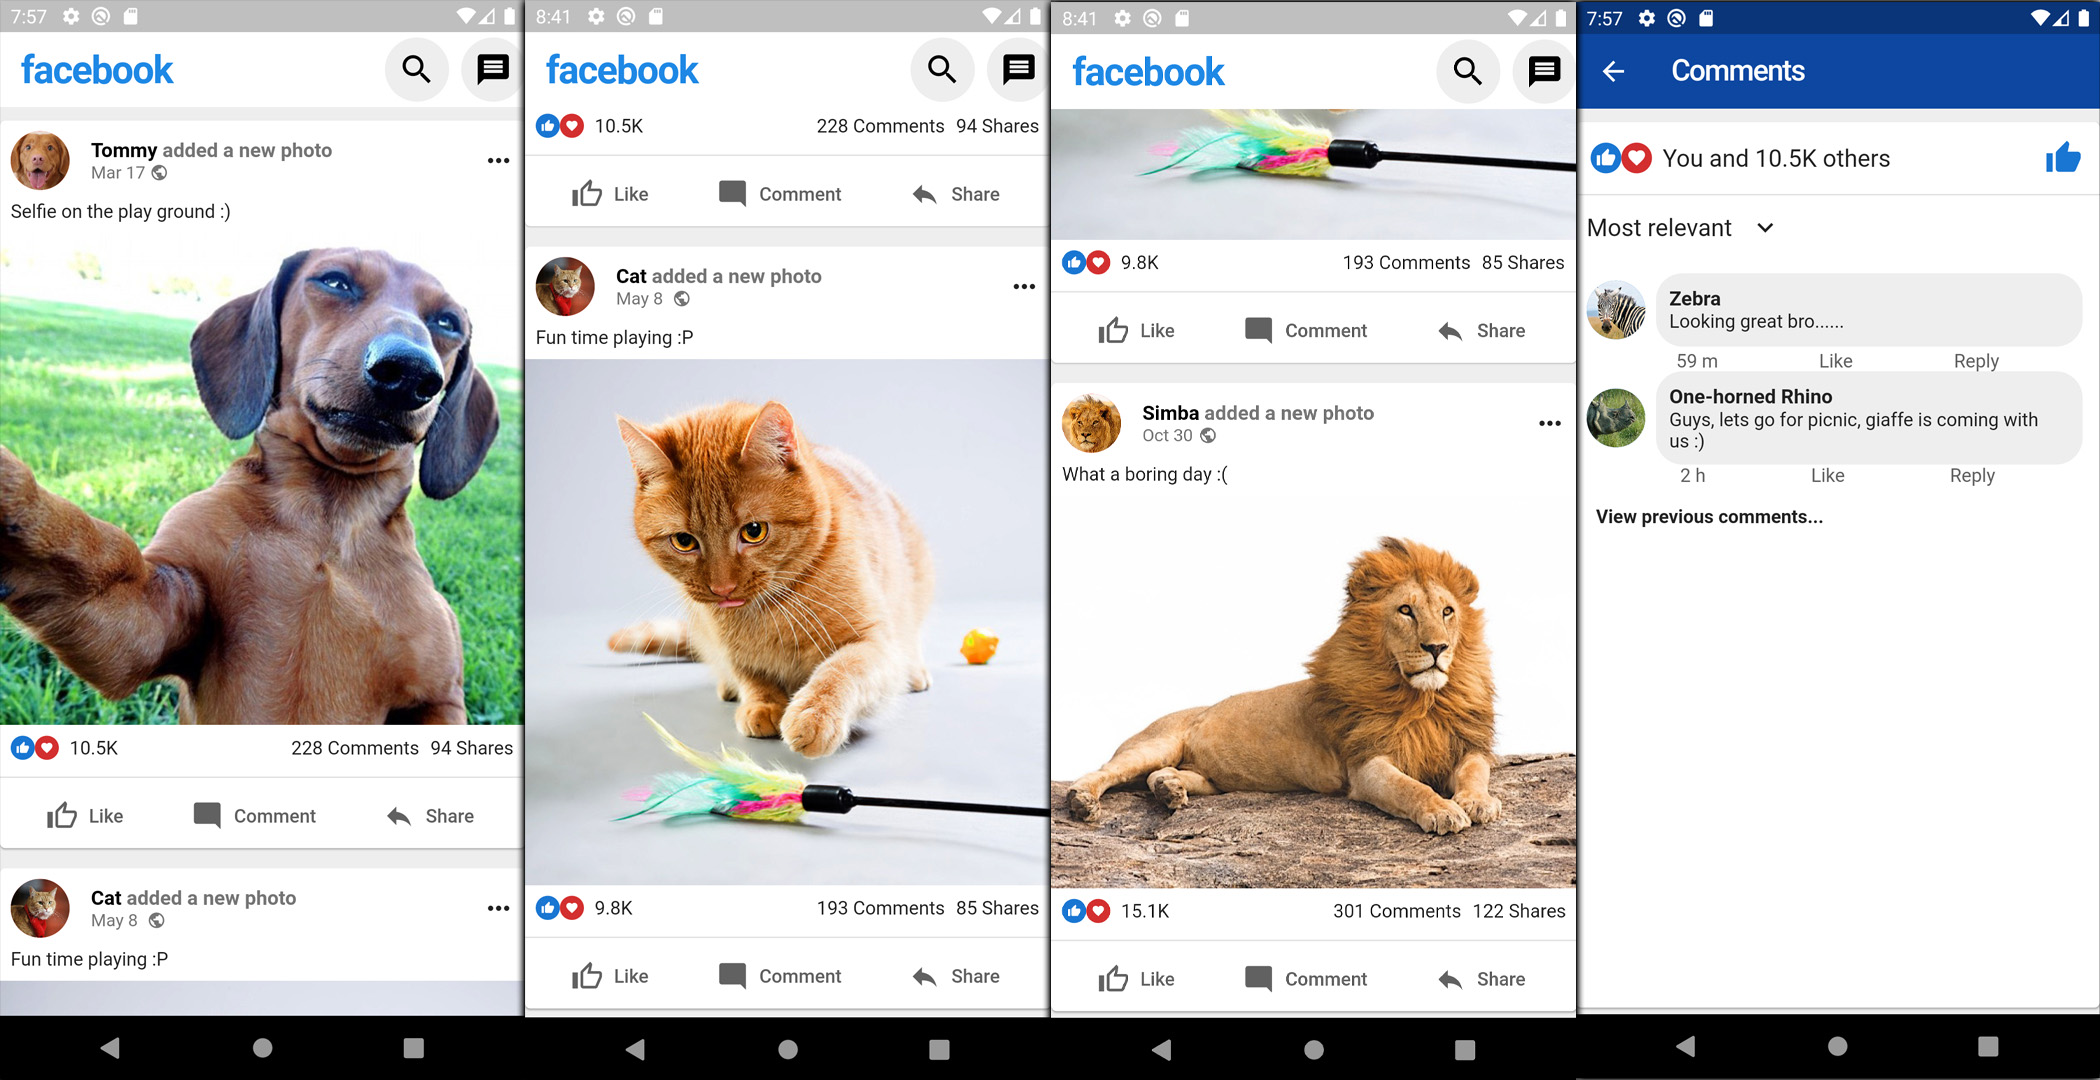 7:57
facebook
Tommy added a new photo
Mar 17
Selfie on the play ground :)
10.5K 228 Comments 94 Shares
Like Comment Share
Cat added a new photo
May 8
Fun time playing :P
8:41
facebook
10.5K 228 Comments 94 Shares
Like Comment Share
Cat added a new photo
May 8
Fun time playing :P
9.8K 193 Comments 85 Shares
Like Comment Share
8:41
facebook
9.8K 193 Comments 85 Shares
Like Comment Share
Simba added a new photo
Oct 30
What a boring day :(
15.1K 301 Comments 122 Shares
Like Comment Share
7:57
Comments
You and 10.5K others
Most relevant
Zebra
Looking great bro......
59 m Like Reply
One-horned Rhino
Guys, lets go for picnic, giaffe is coming with
us :)
2 h Like Reply
View previous comments...